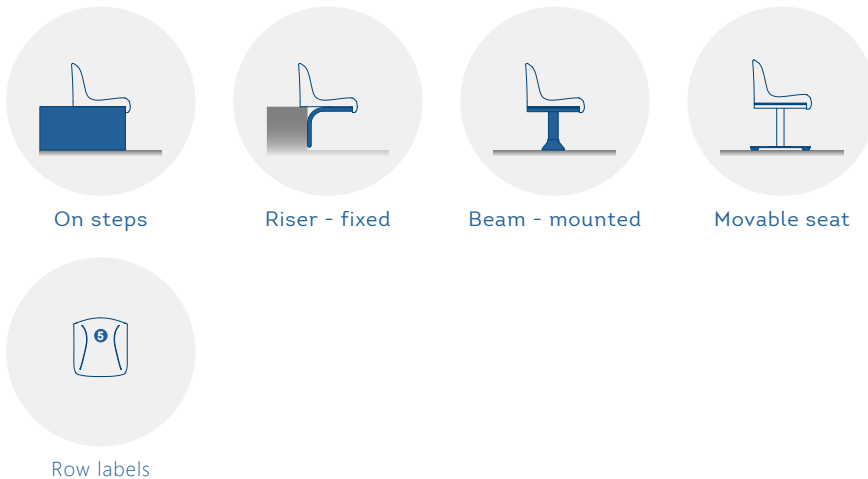 On steps
Riser - fixed
Beam - mounted
Movable seat
5
Row labels